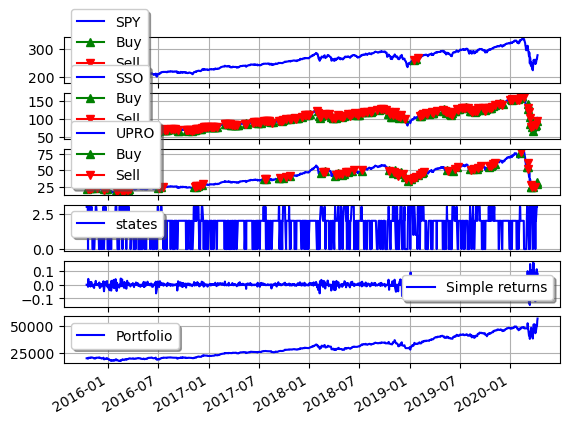 SPY
Buy
Sell
300
200
SSO
Buy
Sell
150
100
50
UPRO
Buy
Sell
75
50
25
states
2.5
0.0
Simple returns
0.1
0.0
−0.1
Portfolio
50000
25000
2016-01
2016-07
2017-01
2017-07
2018-01
2018-07
2019-01
2019-07
2020-01